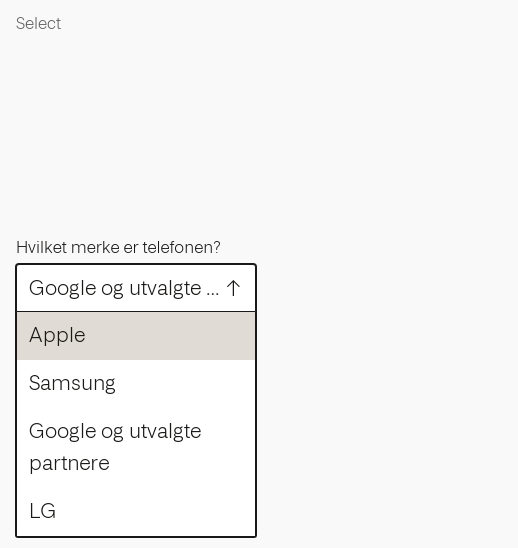 Select
Hvilket merke er telefonen?
Google og utvalgte ...
Apple
Samsung
Google og utvalgte
partnere
LG